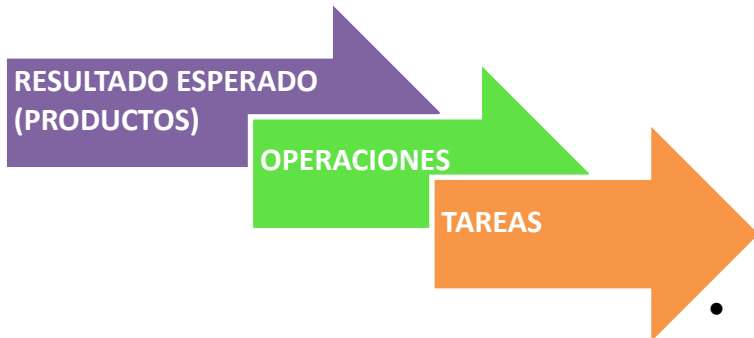 RESULTADO ESPERADO
(PRODUCTOS)
OPERACIONES
TAREAS
•